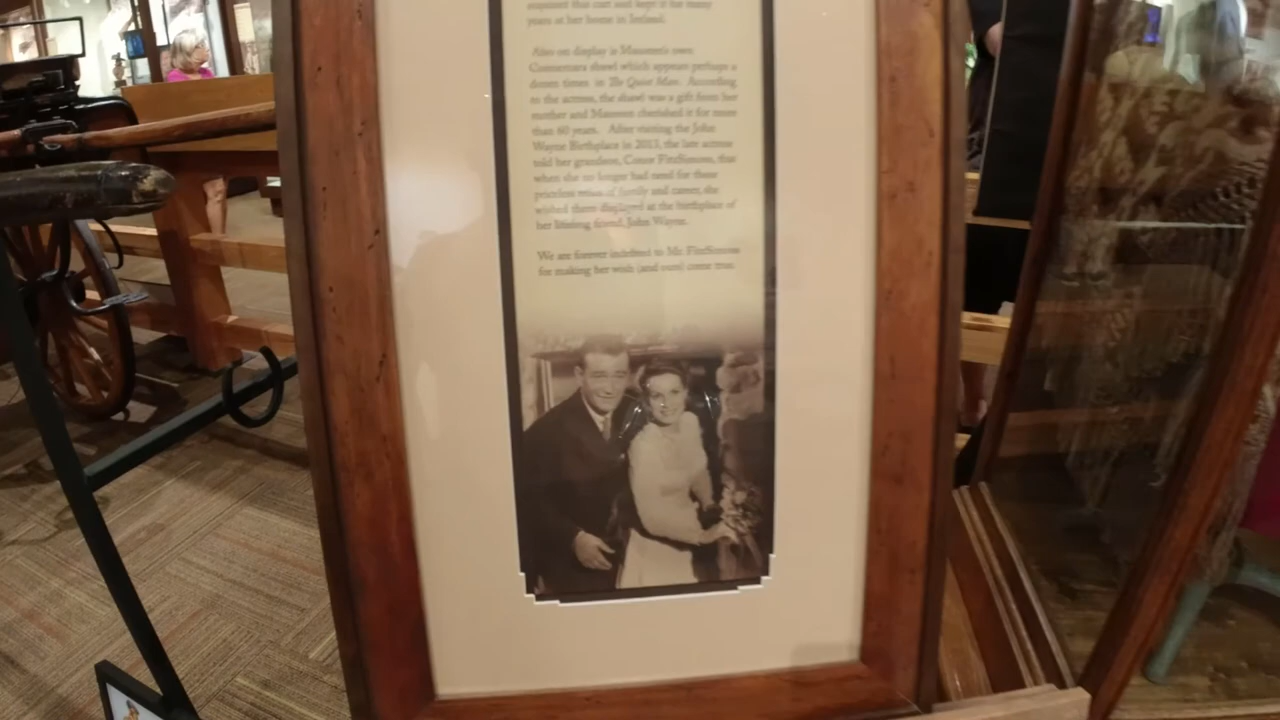 enjoyment that cart and kept it for many
years at her home in Ireland.
Also on display is Maureen's own
Connemara shawl which appears perhaps a
dozen times in The Quiet Man. According
to the actress, the shawl was a gift from her
mother and Maureen cherished it for more
than 60 years. After visiting the John
Wayne Birthplace in 2013, the late actress
told her grandson, Conor FitzSimons, that
when she no longer had need for these
priceless relics of family and career, she
wished them displayed at the birthplace of
her lifelong friend, John Wayne.
We are forever indebted to Mr. FitzSimons
for making her wish (and ours) come true.